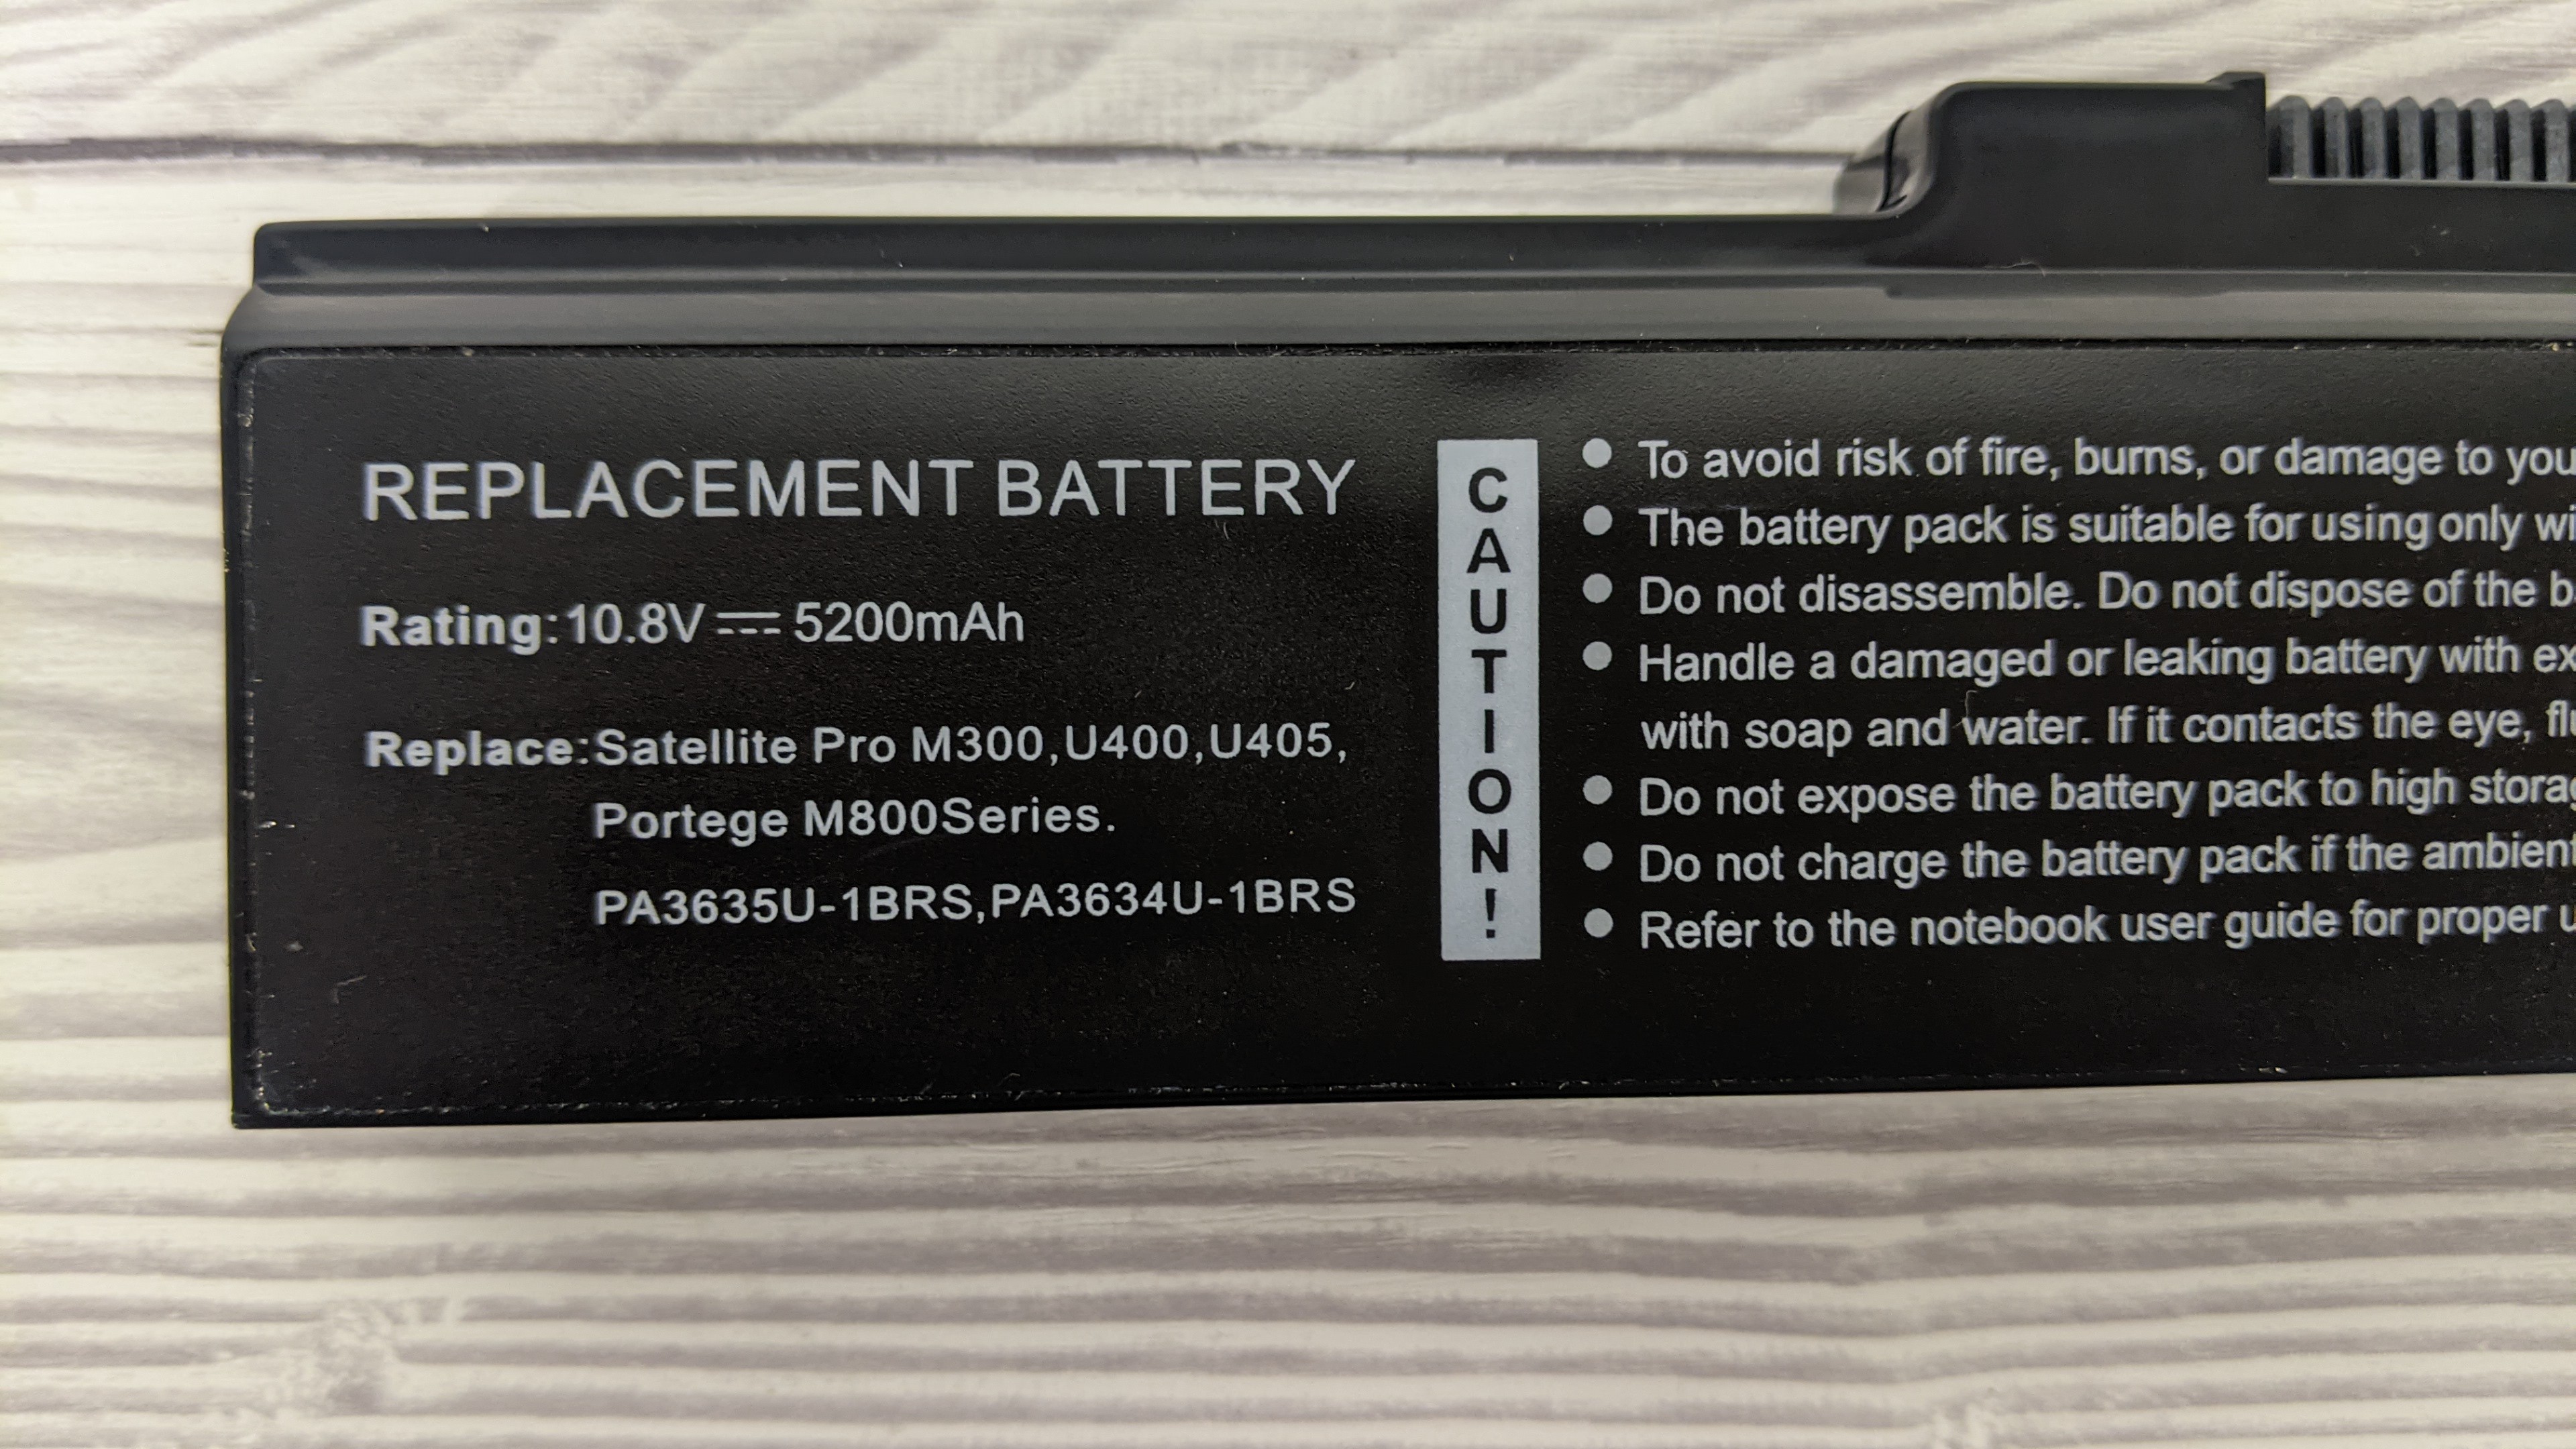 REPLACEMENT BATTERY
Rating:10.8V⎓5200mAh
Replace:Satellite Pro M300,U400,U405,
Portege M800Series.
PA3635U-1BRS,PA3634U-1BRS
CAUTION!
● To avoid risk of fire, burns, or damage to you
● The battery pack is suitable for using only
● Do not disassemble. Do not dispose of the
● Handle a damaged or leaking battery with
with soap and water. If it contacts the eye,
● Do not expose the battery pack to high
● Do not charge the battery pack if the ambient
● Refer to the notebook user guide for proper